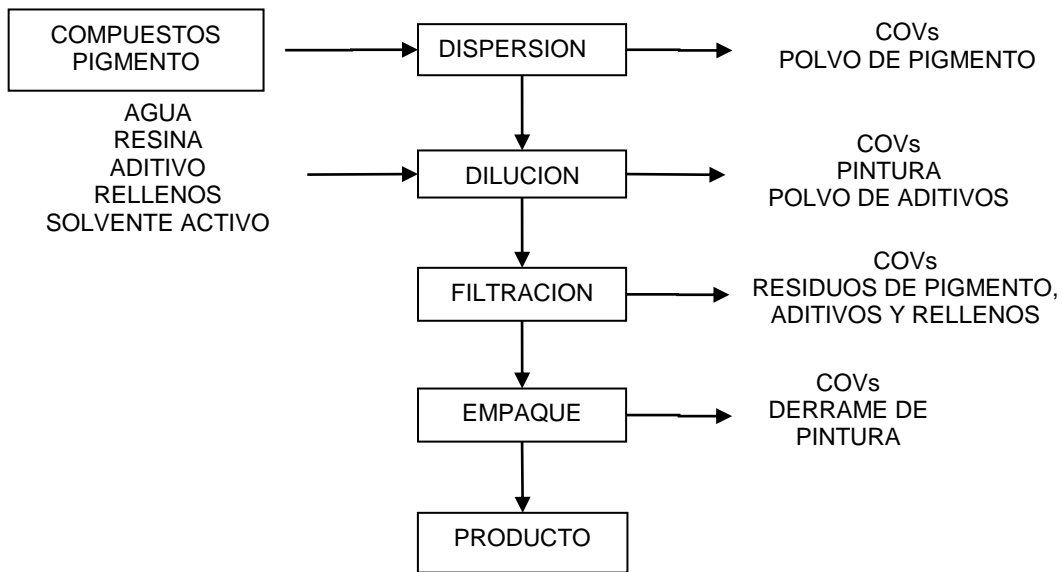 COMPUESTOS
PIGMENTO
DISPERSION
COVs
POLVO DE PIGMENTO
AGUA
RESINA
ADITIVO
RELLENOS
SOLVENTE ACTIVO
DILUCION
COVs
PINTURA
POLVO DE ADITIVOS
FILTRACION
COVs
RESIDUOS DE PIGMENTO,
ADITIVOS Y RELLENOS
EMPAQUE
COVs
DERRAME DE
PINTURA
PRODUCTO